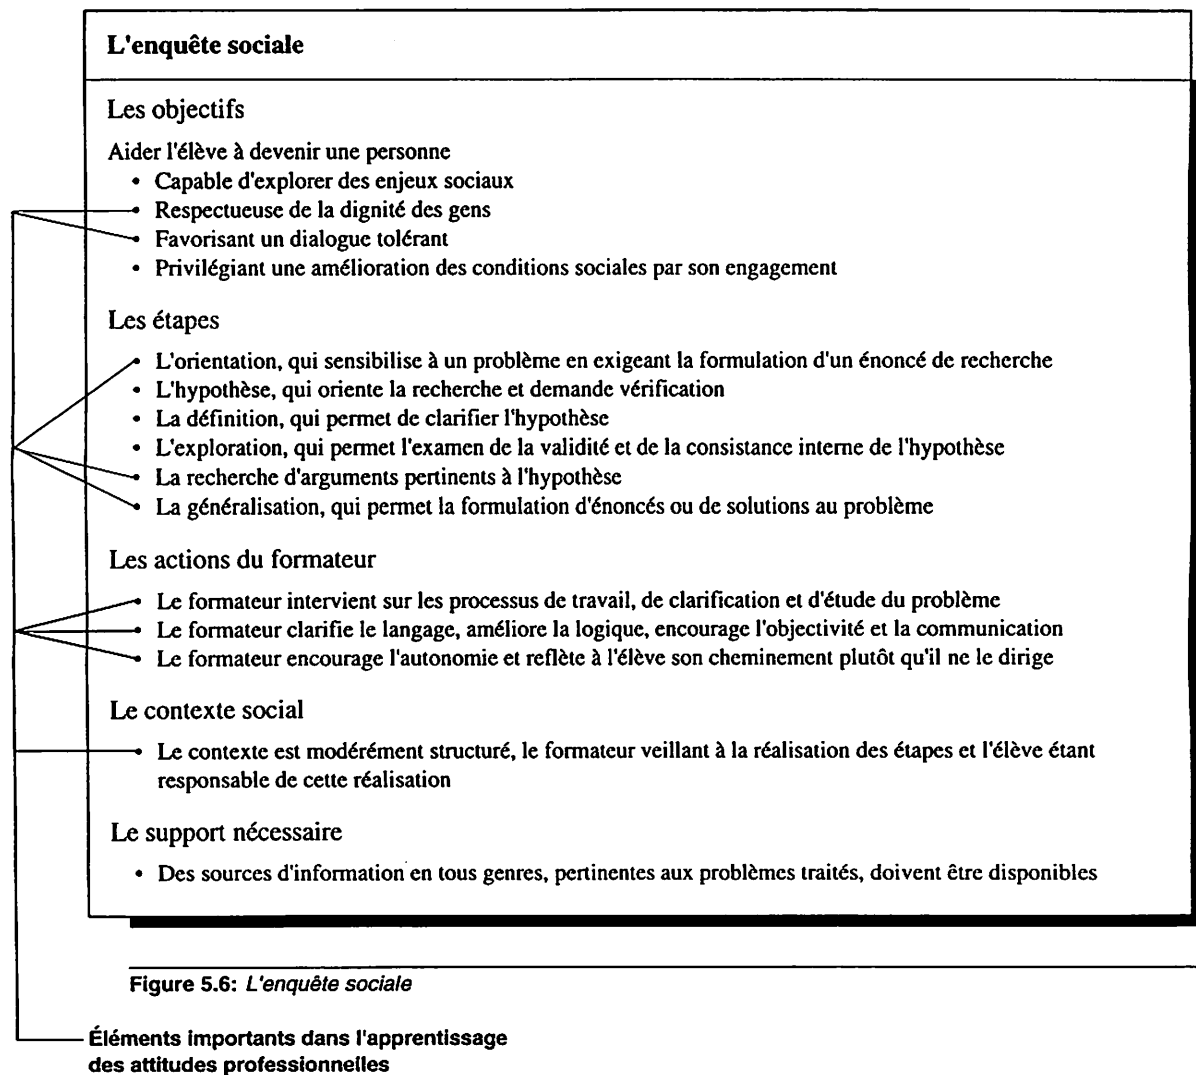 L'enquête sociale
Les objectifs
Aider l'élève à devenir une personne
• Capable d'explorer des enjeux sociaux
• Respectueuse de la dignité des gens
• Favorisant un dialogue tolérant
• Privilégiant une amélioration des conditions sociales par son engagement
Les étapes
• L'orientation, qui sensibilise à un problème en exigeant la formulation d'un énoncé de recherche
• L'hypothèse, qui oriente la recherche et demande vérification
• La définition, qui permet de clarifier l'hypothèse
• L'exploration, qui permet l'examen de la validité et de la consistance interne de l'hypothèse
• La recherche d'arguments pertinents à l'hypothèse
• La généralisation, qui permet la formulation d'énoncés ou de solutions au problème
Les actions du formateur
• Le formateur intervient sur les processus de travail, de clarification et d'étude du problème
• Le formateur clarifie le langage, améliore la logique, encourage l'objectivité et la communication
• Le formateur encourage l'autonomie et reflète à l'élève son cheminement plutôt qu'il ne le dirige
Le contexte social
• Le contexte est modérément structuré, le formateur veillant à la réalisation des étapes et l'élève étant
responsable de cette réalisation
Le support nécessaire
• Des sources d'information en tous genres, pertinentes aux problèmes traités, doivent être disponibles
Figure 5.6: L'enquête sociale
Éléments importants dans l'apprentissage
des attitudes professionnelles